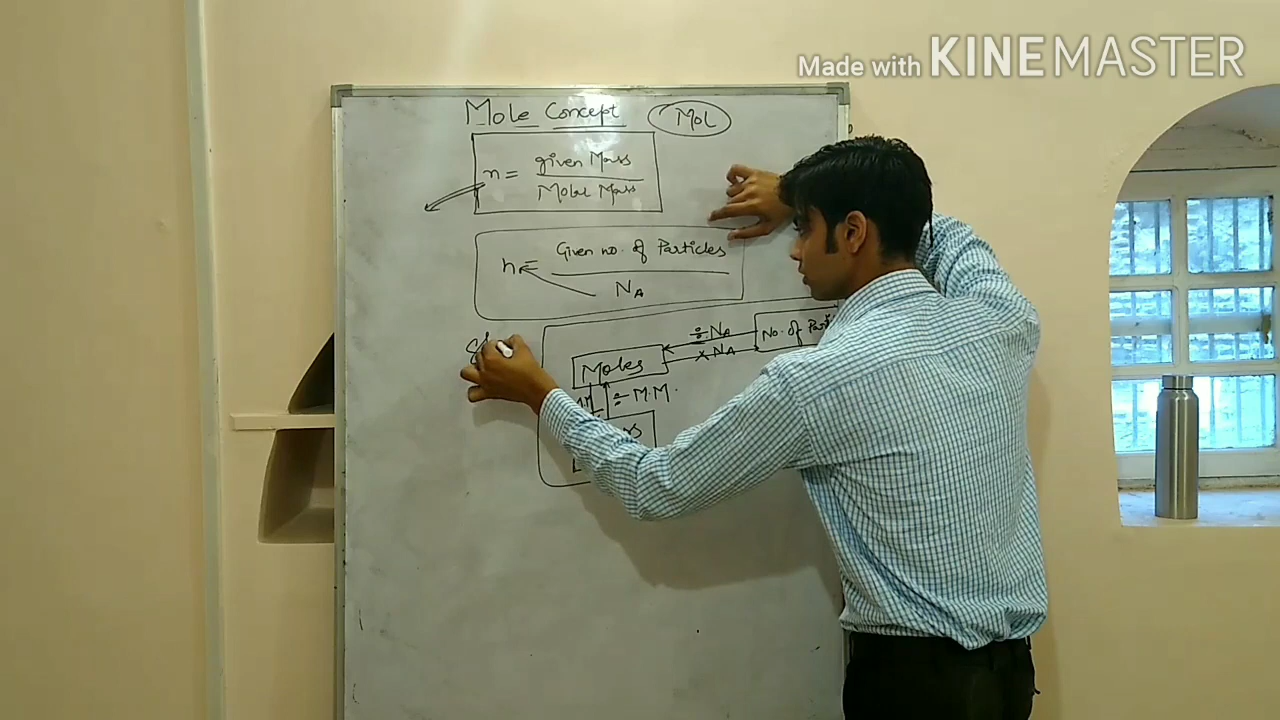 Made with KINEMASTER
Mole Concept Mol
n = given Mass
Molar Mass
n = Given no. of Particles
NA
÷ NA No. of
Moles × NA
÷ M.M.